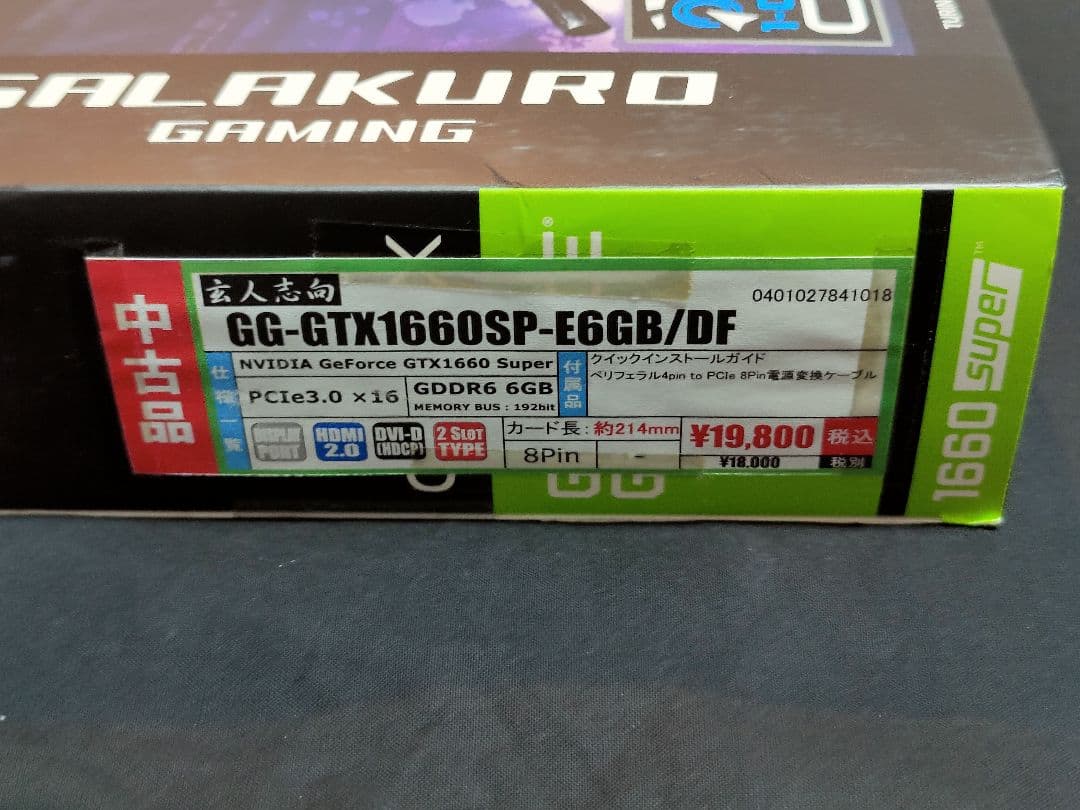 GALAKURO
GAMING
中古品
玄人志向
0401027841018
GG-GTX1660SP-E6GB/DF
仕様一覧
NVIDIA GeForce GTX1660 Super
PCIe3.0 ×16
GDDR6 6GB
MEMORY BUS : 192bit
付属品
クイックインストールガイド
ペリフェラル4pin to PCIe 8Pin電源変換ケーブル
DISPLAY PORT
HDMI 2.0
DVI-D (HDCP)
2 SLOT TYPE
カード長 : 約214mm
8Pin
-
¥19,800 税込
¥18,000 税別
1660 SUPER™